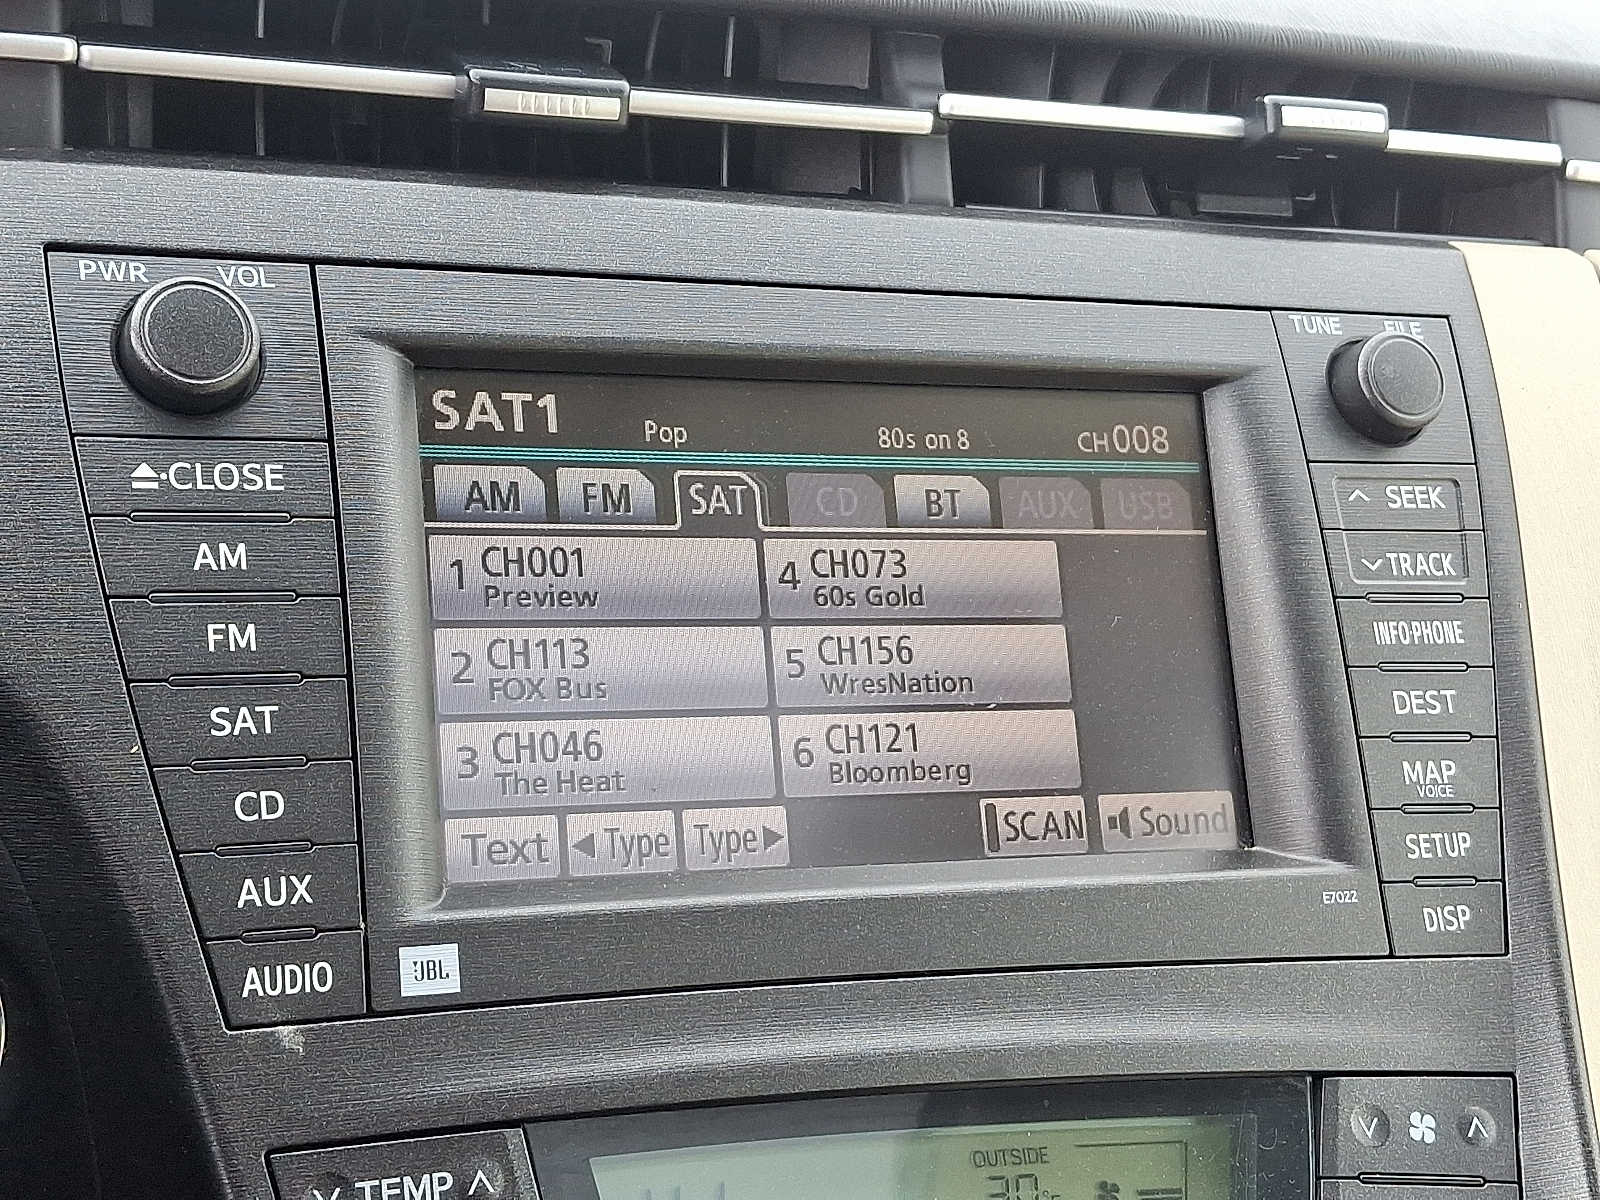 PWR VOL
TUNE FILE
SAT1 Pop 80s on 8 CH008
AM FM SAT CD BT AUX USB
1 CH001
Preview
4 CH073
60s Gold
2 CH113
FOX Bus
5 CH156
WresNation
3 CH046
The Heat
6 CH121
Bloomberg
Text ◀Type Type▶ SCAN Sound
⏏·CLOSE
AM
FM
SAT
CD
AUX
AUDIO
JBL
E7022
∧ SEEK
∨ TRACK
INFO·PHONE
DEST
MAP
VOICE
SETUP
DISP
∨ TEMP ∧
OUTSIDE
30°F
∨ ∧